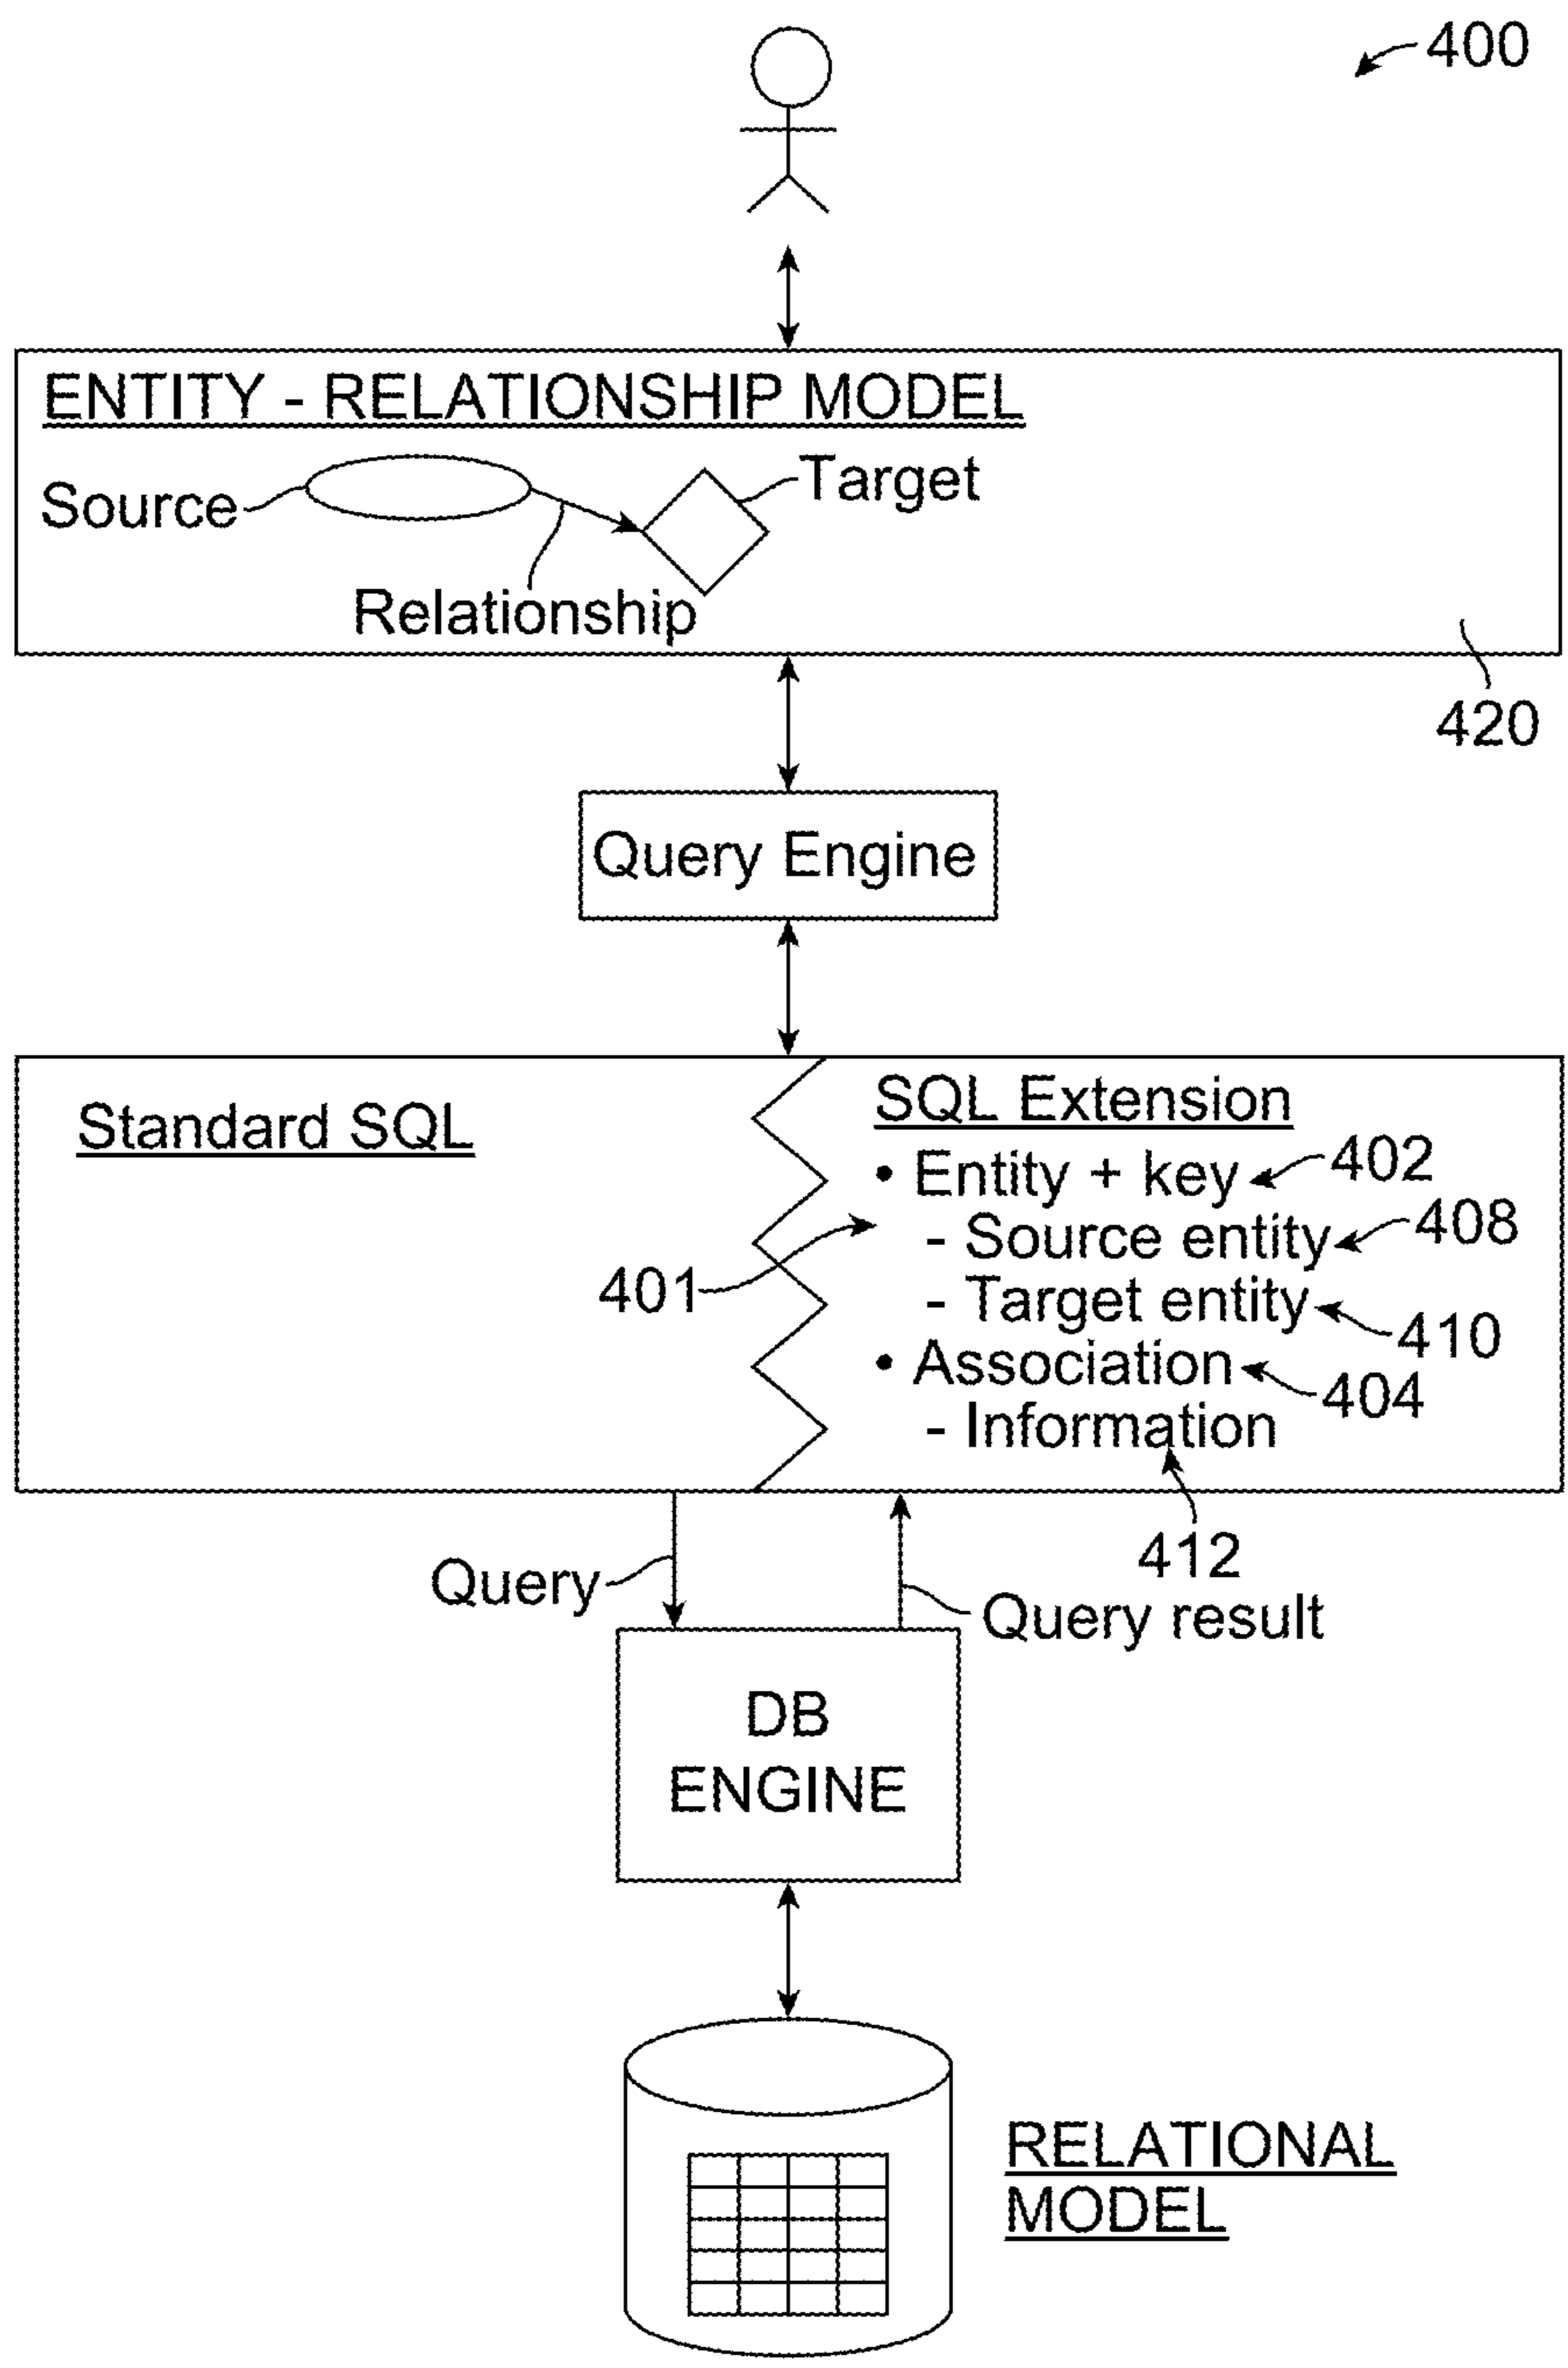 400
ENTITY - RELATIONSHIP MODEL
Source
Target
Relationship
420
Query Engine
Standard SQL
SQL Extension
• Entity + key
402
- Source entity
408
401
- Target entity
410
• Association
404
- Information
412
Query
Query result
DB
ENGINE
RELATIONAL
MODEL